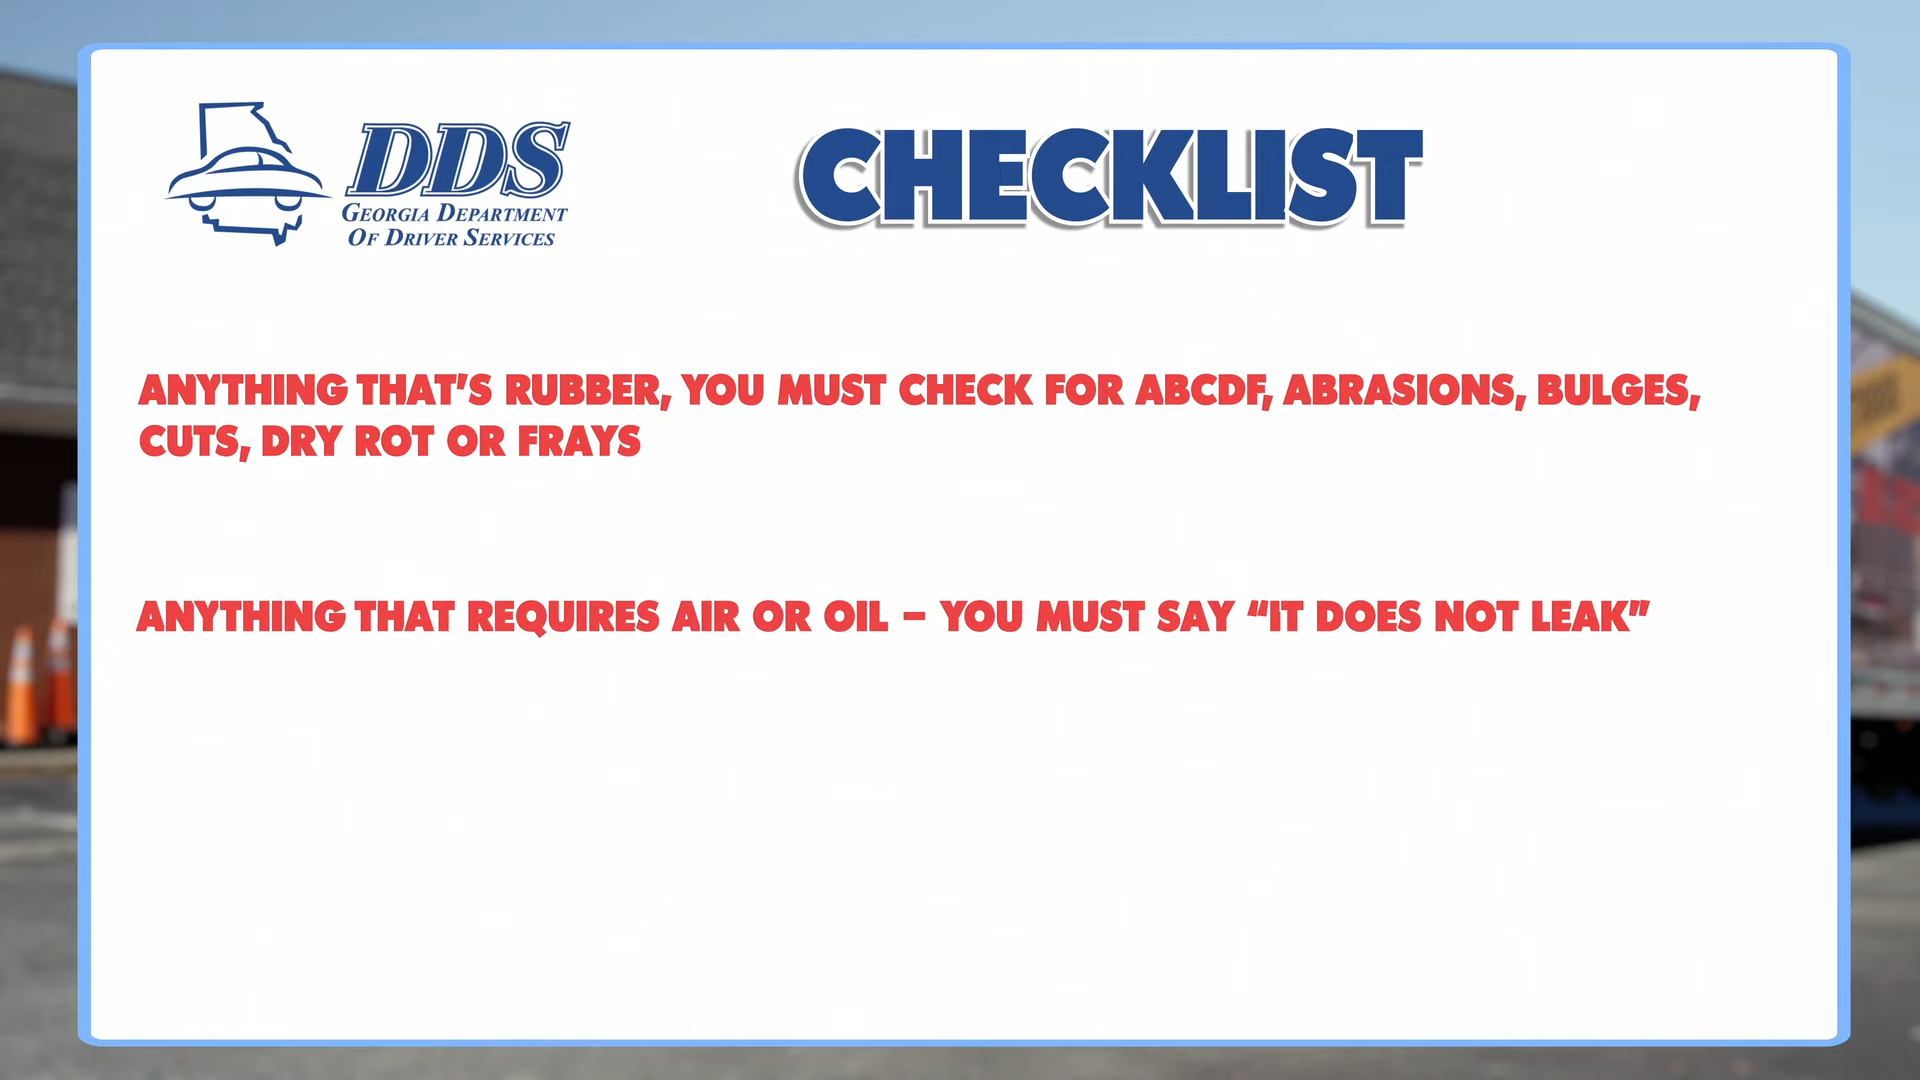 DDS
GEORGIA DEPARTMENT
OF DRIVER SERVICES
CHECKLIST
ANYTHING THAT'S RUBBER, YOU MUST CHECK FOR ABCDF, ABRASIONS, BULGES,
CUTS, DRY ROT OR FRAYS
ANYTHING THAT REQUIRES AIR OR OIL – YOU MUST SAY “IT DOES NOT LEAK”